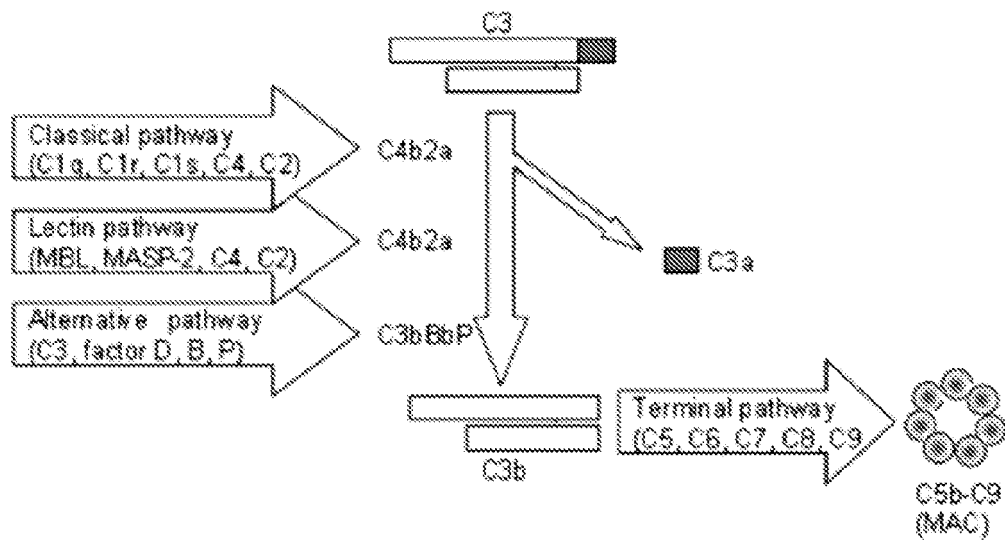 C3
Classical pathway
(C1q, C1r, C1s, C4, C2)
C4b2a
Lectin pathway
(MBL, MASP-2, C4, C2)
C4b2a
C3a
Alternative pathway
(C3, factor D, B, P)
C3bBbP
Terminal pathway
(C5, C6, C7, C8, C9
C3b
C5b-C9
(MAC)